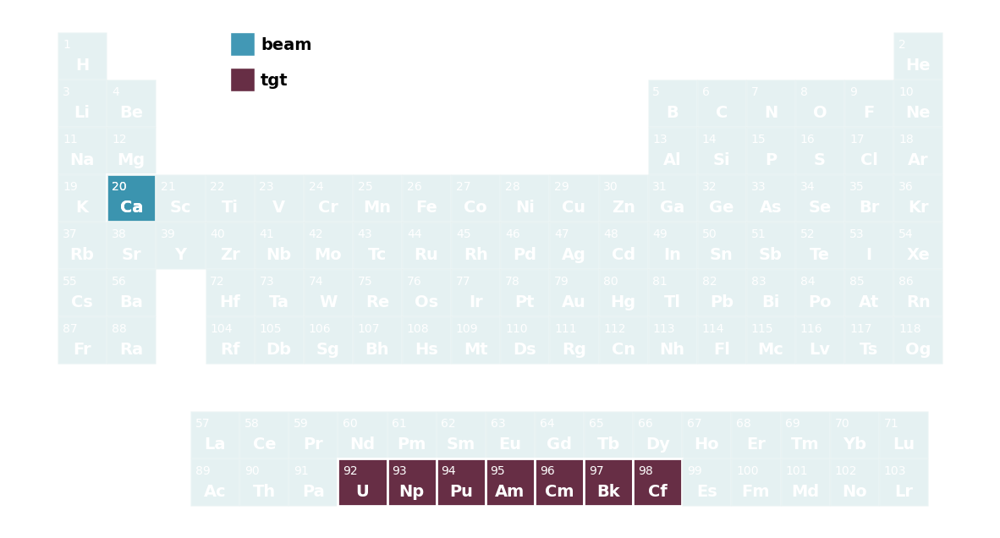 1 2
beam
H He
tgt
3 4 5 6 7 8 9 10
Li Be B C N O F Ne
11 12 13 14 15 16 17 18
Na Mg Al Si P S Cl Ar
19 20 21 22 23 24 25 26 27 28 29 30 31 32 33 34 35 36
K Ca Sc Ti V Cr Mn Fe Co Ni Cu Zn Ga Ge As Se Br Kr
37 38 39 40 41 42 43 44 45 46 47 48 49 50 51 52 53 54
Rb Sr Y Zr Nb Mo Tc Ru Rh Pd Ag Cd In Sn Sb Te I Xe
55 56 72 73 74 75 76 77 78 79 80 81 82 83 84 85 86
Cs Ba Hf Ta W Re Os Ir Pt Au Hg Tl Pb Bi Po At Rn
87 88 104 105 106 107 108 109 110 111 112 113 114 115 116 117 118
Fr Ra Rf Db Sg Bh Hs Mt Ds Rg Cn Nh Fl Mc Lv Ts Og
57 58 59 60 61 62 63 64 65 66 67 68 69 70 71
La Ce Pr Nd Pm Sm Eu Gd Tb Dy Ho Er Tm Yb Lu
89 90 91 92 93 94 95 96 97 98 99 100 101 102 103
Ac Th Pa U Np Pu Am Cm Bk Cf Es Fm Md No Lr